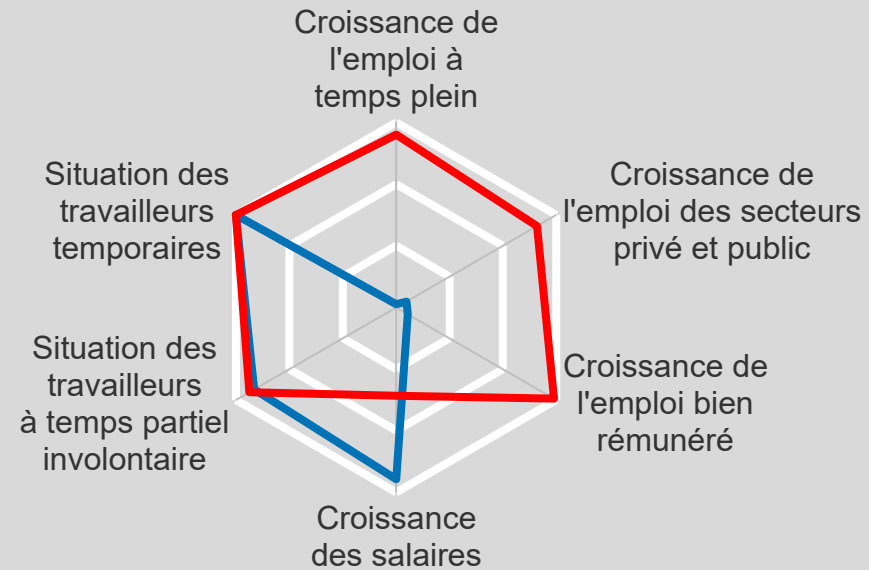 Croissance de
l'emploi à
temps plein
Situation des
travailleurs
temporaires
Croissance de
l'emploi des secteurs
privé et public
Situation des
travailleurs
à temps partiel
involontaire
Croissance de
l'emploi bien
rémunéré
Croissance
des salaires